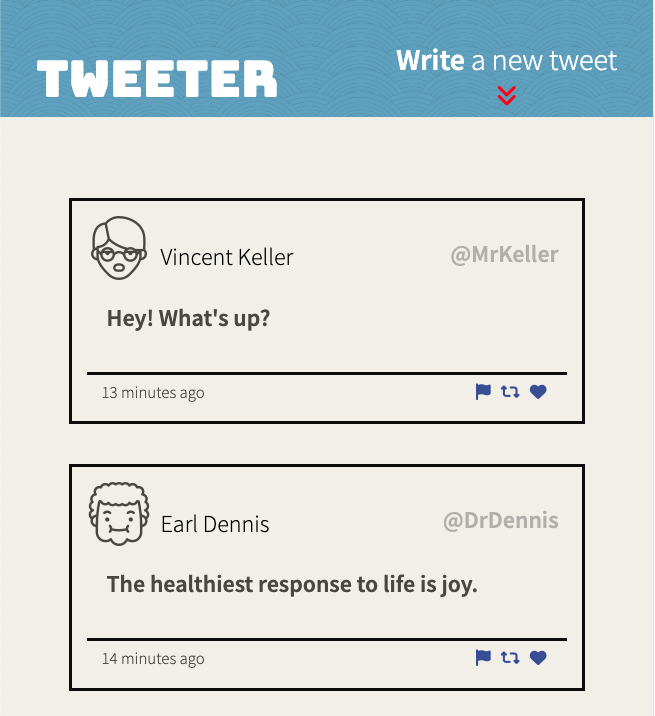 TWEETER
Write a new tweet
Vincent Keller
@MrKeller
Hey! What's up?
13 minutes ago
Earl Dennis
@DrDennis
The healthiest response to life is joy.
14 minutes ago